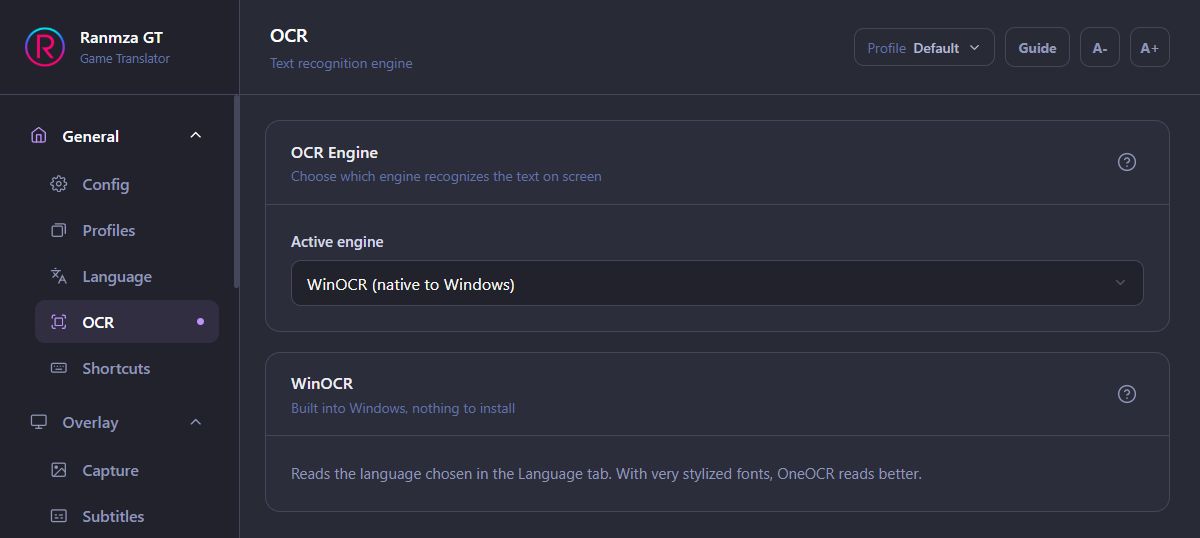 Ranmza GT
Game Translator
General
Config
Profiles
Language
OCR
Shortcuts
Overlay
Capture
Subtitles
OCR
Text recognition engine
Profile Default
Guide
A-
A+
OCR Engine
Choose which engine recognizes the text on screen
Active engine
WinOCR (native to Windows)
WinOCR
Built into Windows, nothing to install
Reads the language chosen in the Language tab. With very stylized fonts, OneOCR reads better.